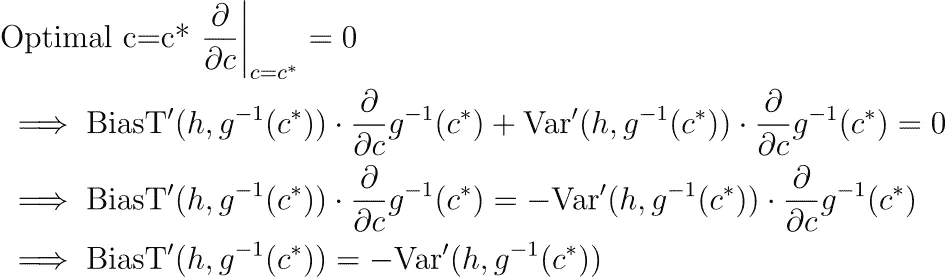 Optimal c=c* ∂/∂c |_{c=c*} = 0
⟹ BiasT′(h, g⁻¹(c*)) · ∂/∂c g⁻¹(c*) + Var′(h, g⁻¹(c*)) · ∂/∂c g⁻¹(c*) = 0
⟹ BiasT′(h, g⁻¹(c*)) · ∂/∂c g⁻¹(c*) = −Var′(h, g⁻¹(c*)) · ∂/∂c g⁻¹(c*)
⟹ BiasT′(h, g⁻¹(c*)) = −Var′(h, g⁻¹(c*))